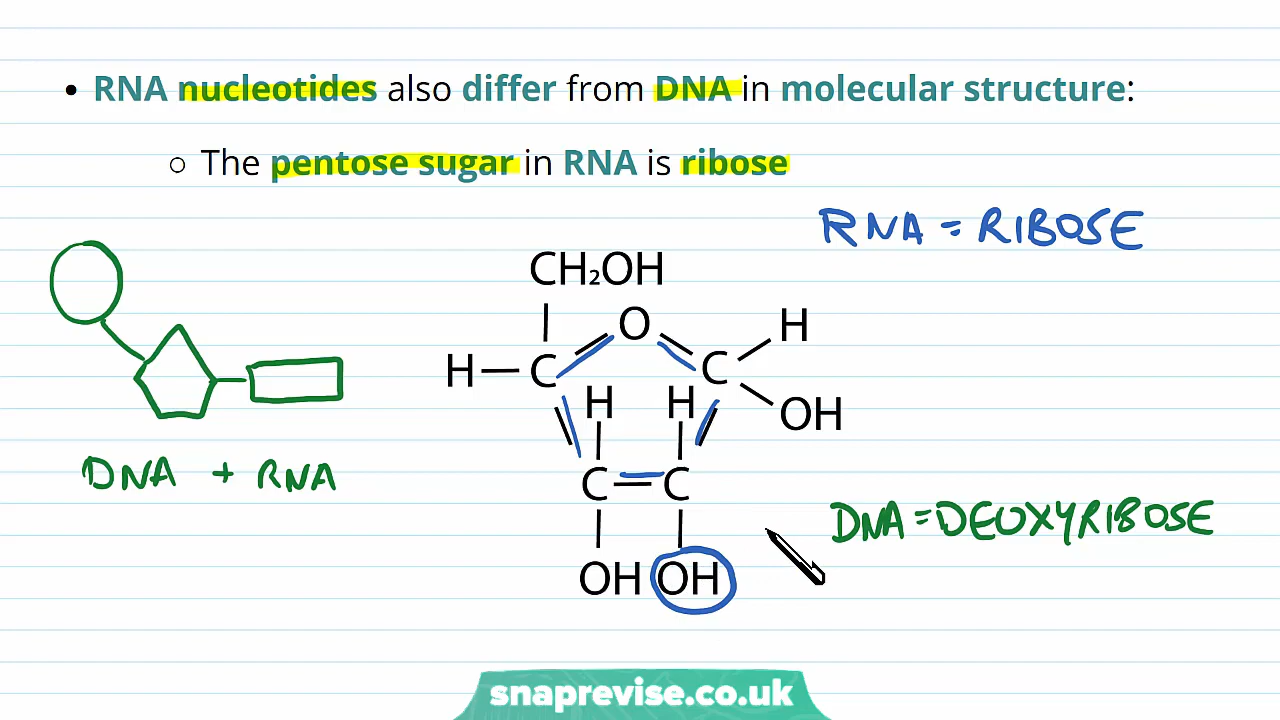 • RNA nucleotides also differ from DNA in molecular structure:
○ The pentose sugar in RNA is ribose
RNA = RIBOSE
CH₂OH
O
H
H C
C
H H
OH
DNA + RNA
C C
DNA = DEOXYRIBOSE
OH OH
snaprevise.co.uk